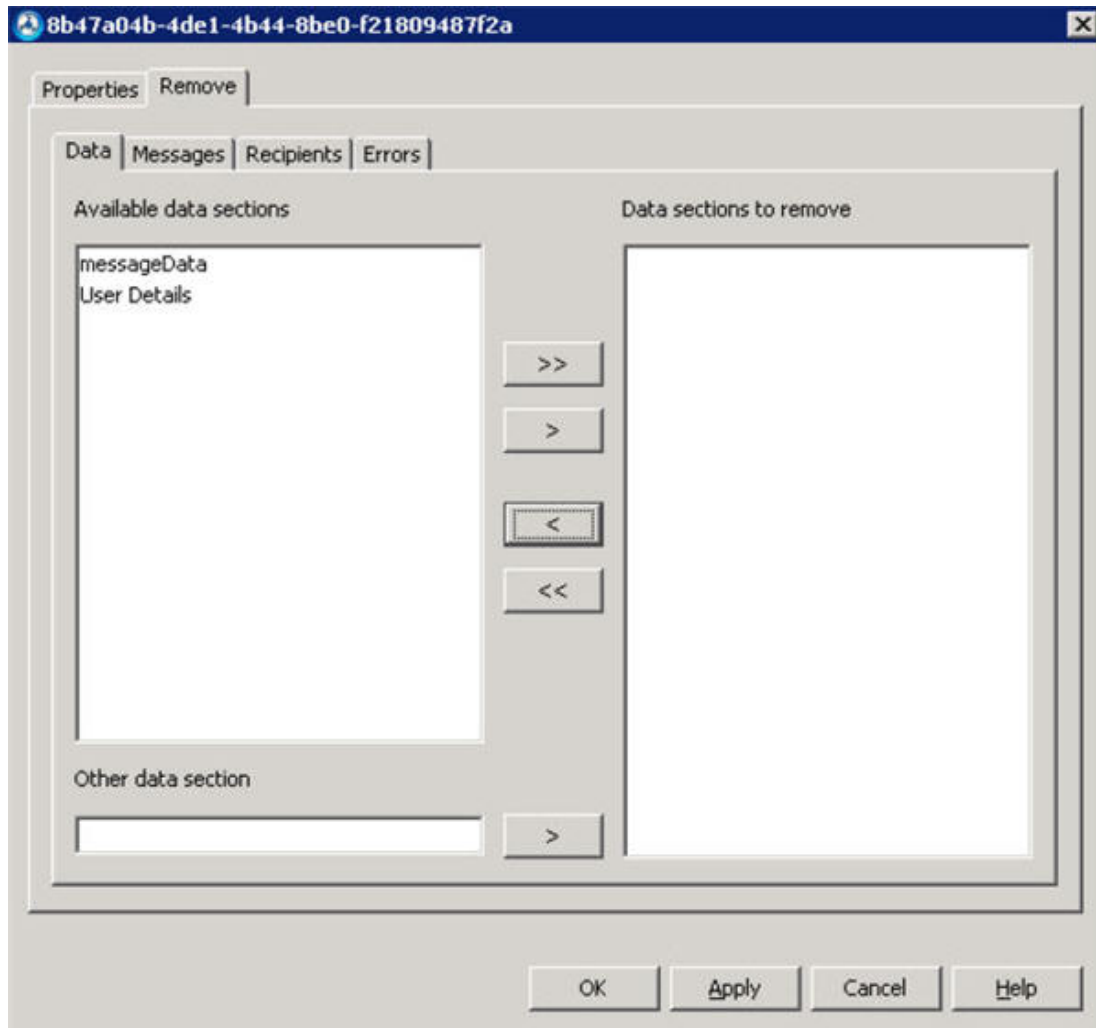 8b47a04b-4de1-4b44-8be0-f21809487f2a
Properties Remove
Data Messages Recipients Errors
Available data sections
Data sections to remove
messageData
User Details
>>
>
<
<<
Other data section
>
OK Apply Cancel Help